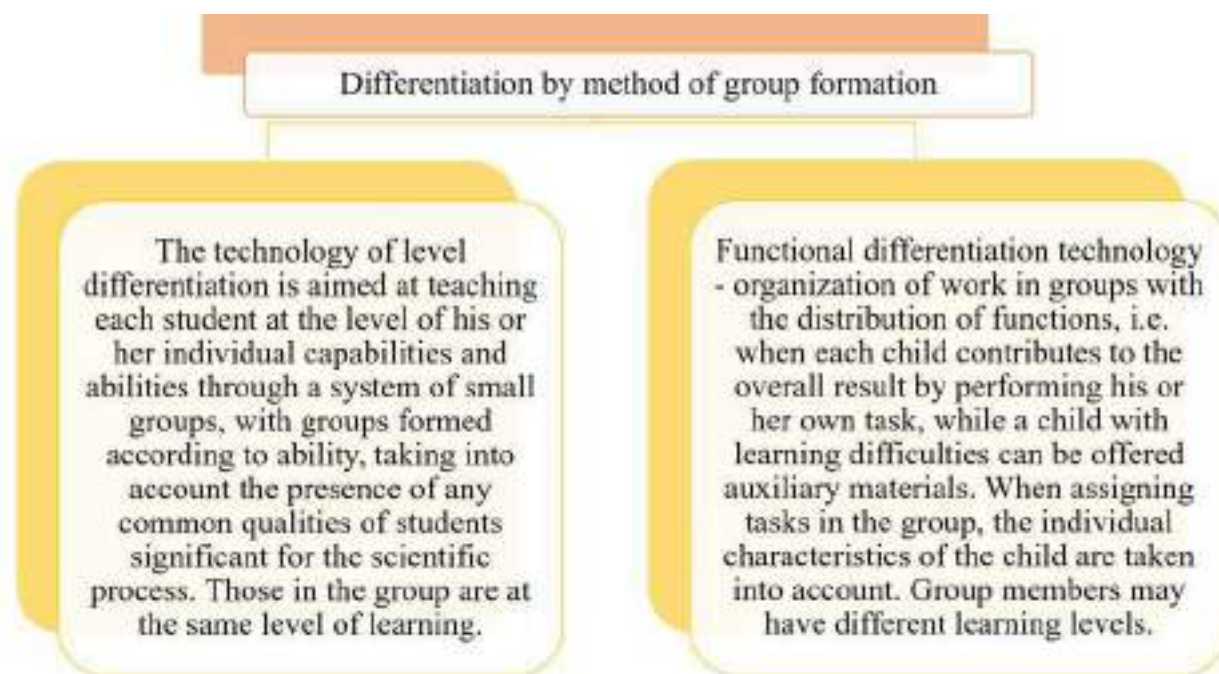 Differentiation by method of group formation
The technology of level
differentiation is aimed at teaching
each student at the level of his or
her individual capabilities and
abilities through a system of small
groups, with groups formed
according to ability, taking into
account the presence of any
common qualities of students
significant for the scientific
process. Those in the group are at
the same level of learning.
Functional differentiation technology
- organization of work in groups with
the distribution of functions, i.e.
when each child contributes to the
overall result by performing his or
her own task, while a child with
learning difficulties can be offered
auxiliary materials. When assigning
tasks in the group, the individual
characteristics of the child are taken
into account. Group members may
have different learning levels.